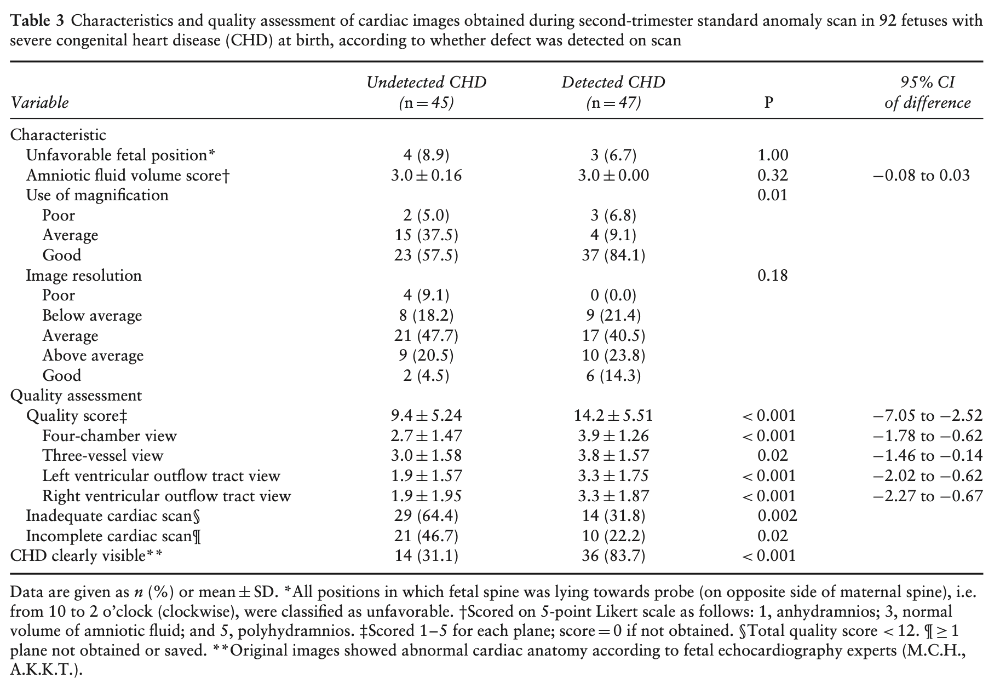 Table 3 Characteristics and quality assessment of cardiac images obtained during second-trimester standard anomaly scan in 92 fetuses with
severe congenital heart disease (CHD) at birth, according to whether defect was detected on scan
Undetected CHD Detected CHD 95% CI
Variable (n = 45) (n = 47) P of difference
Characteristic
Unfavorable fetal position* 4 (8.9) 3 (6.7) 1.00
Amniotic fluid volume score† 3.0 ± 0.16 3.0 ± 0.00 0.32 −0.08 to 0.03
Use of magnification 0.01
Poor 2 (5.0) 3 (6.8)
Average 15 (37.5) 4 (9.1)
Good 23 (57.5) 37 (84.1)
Image resolution 0.18
Poor 4 (9.1) 0 (0.0)
Below average 8 (18.2) 9 (21.4)
Average 21 (47.7) 17 (40.5)
Above average 9 (20.5) 10 (23.8)
Good 2 (4.5) 6 (14.3)
Quality assessment
Quality score‡ 9.4 ± 5.24 14.2 ± 5.51 < 0.001 −7.05 to −2.52
Four-chamber view 2.7 ± 1.47 3.9 ± 1.26 < 0.001 −1.78 to −0.62
Three-vessel view 3.0 ± 1.58 3.8 ± 1.57 0.02 −1.46 to −0.14
Left ventricular outflow tract view 1.9 ± 1.57 3.3 ± 1.75 < 0.001 −2.02 to −0.62
Right ventricular outflow tract view 1.9 ± 1.95 3.3 ± 1.87 < 0.001 −2.27 to −0.67
Inadequate cardiac scan§ 29 (64.4) 14 (31.8) 0.002
Incomplete cardiac scan¶ 21 (46.7) 10 (22.2) 0.02
CHD clearly visible** 14 (31.1) 36 (83.7) < 0.001
Data are given as n (%) or mean ± SD. *All positions in which fetal spine was lying towards probe (on opposite side of maternal spine), i.e.
from 10 to 2 o’clock (clockwise), were classified as unfavorable. †Scored on 5-point Likert scale as follows: 1, anhydramnios; 3, normal
volume of amniotic fluid; and 5, polyhydramnios. ‡Scored 1–5 for each plane; score = 0 if not obtained. §Total quality score < 12. ¶ ≥ 1
plane not obtained or saved. **Original images showed abnormal cardiac anatomy according to fetal echocardiography experts (M.C.H.,
A.K.K.T.).